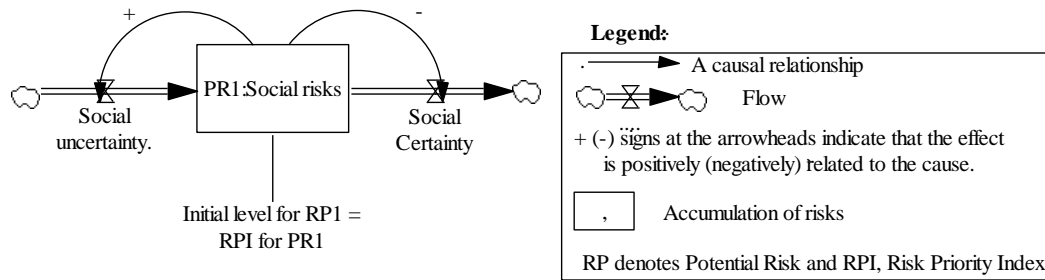 +
-
PR1:Social risks
Social
uncertainty.
Social
Certainty
Initial level for RP1 =
RPI for PR1
Legend:
A causal relationship
Flow
+ (-) signs at the arrowheads indicate that the effect
is positively (negatively) related to the cause.
, Accumulation of risks
RP denotes Potential Risk and RPI, Risk Priority Index